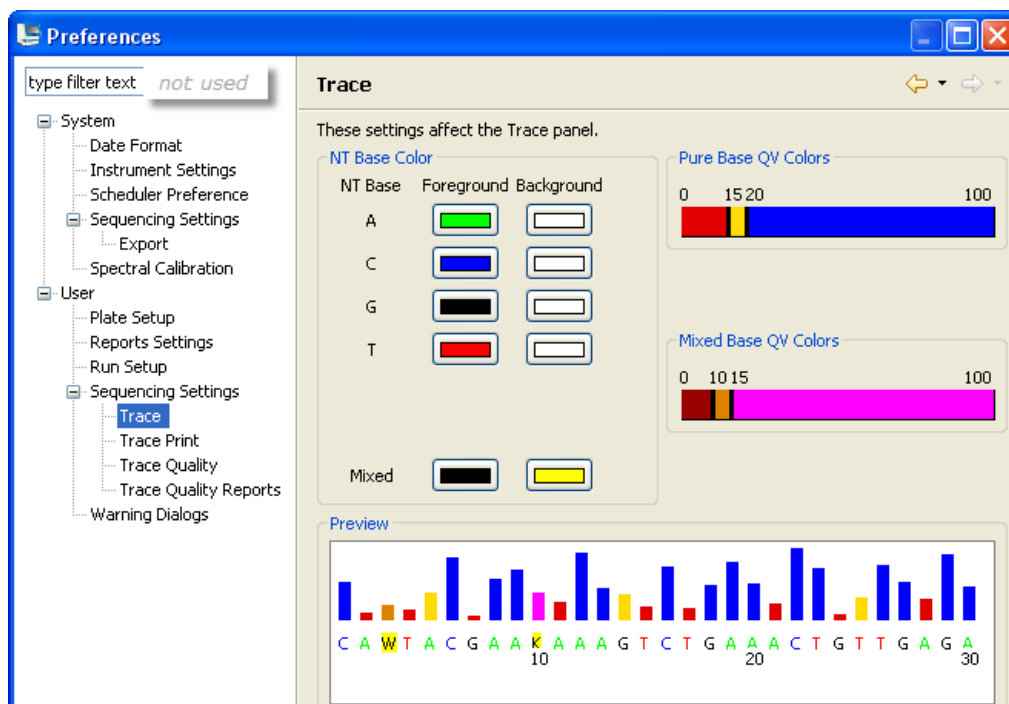 Preferences
type filter text not used
System
Date Format
Instrument Settings
Scheduler Preference
Sequencing Settings
Export
Spectral Calibration
User
Plate Setup
Reports Settings
Run Setup
Sequencing Settings
Trace
Trace Print
Trace Quality
Trace Quality Reports
Warning Dialogs
Trace
These settings affect the Trace panel.
NT Base Color
NT Base Foreground Background
A
C
G
T
Mixed
Pure Base QV Colors
0 15 20 100
Mixed Base QV Colors
0 10 15 100
Preview
C A W T A C G A A K A A A G T C T G A A A C T G T T G A G A
10 20 30